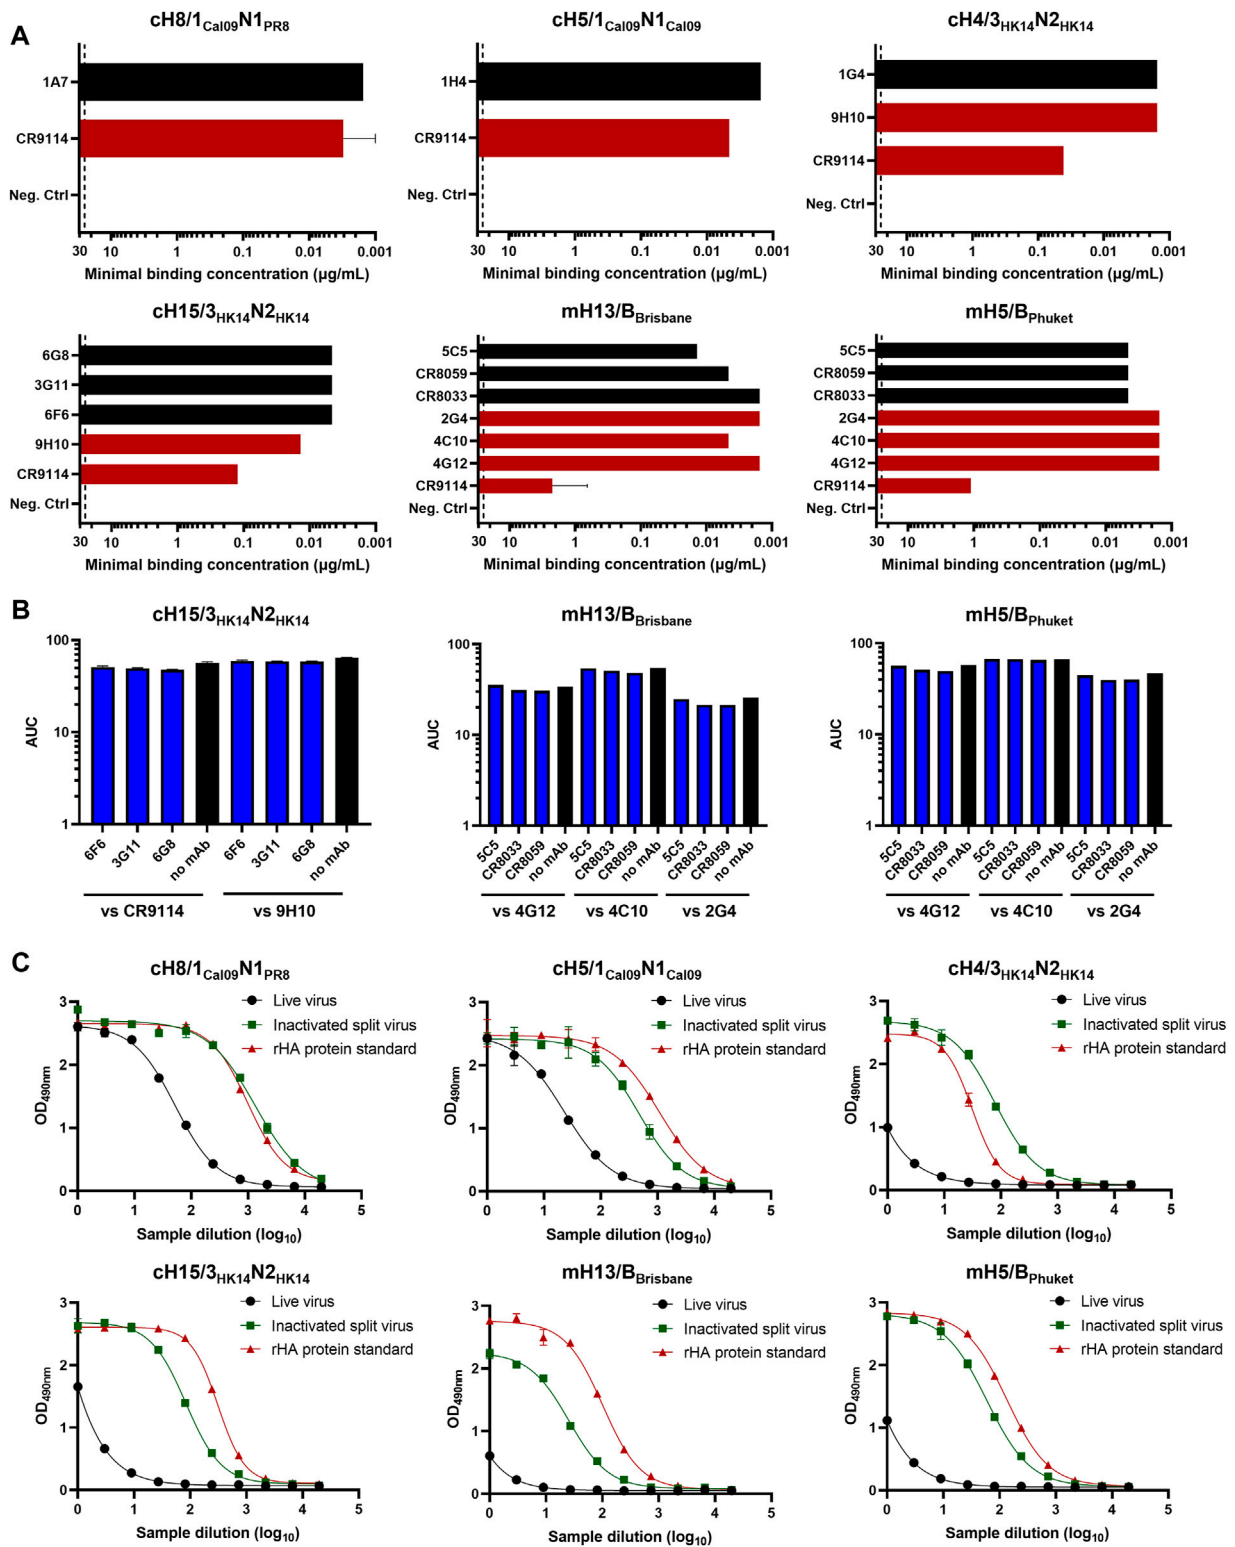 A
cH8/1Cal09N1PR8
cH5/1Cal09N1Cal09
cH4/3HK14N2HK14
1A7
CR9114
Neg. Ctrl
30 10 1 0.1 0.01 0.001
Minimal binding concentration (µg/mL)
1H4
CR9114
Neg. Ctrl
30 10 1 0.1 0.01 0.001
Minimal binding concentration (µg/mL)
1G4
9H10
CR9114
Neg. Ctrl
30 10 1 0.1 0.01 0.001
Minimal binding concentration (µg/mL)
cH15/3HK14N2HK14
mH13/BBrisbane
mH5/BPhuket
6G8
3G11
6F6
9H10
CR9114
Neg. Ctrl
30 10 1 0.1 0.01 0.001
Minimal binding concentration (µg/mL)
5C5
CR8059
CR8033
2G4
4C10
4G12
CR9114
Neg. Ctrl
30 10 1 0.1 0.01 0.001
Minimal binding concentration (µg/mL)
5C5
CR8059
CR8033
2G4
4C10
4G12
CR9114
Neg. Ctrl
30 10 1 0.1 0.01 0.001
Minimal binding concentration (µg/mL)
B
cH15/3HK14N2HK14
mH13/BBrisbane
mH5/BPhuket
AUC
100
10
1
6F6 3G11 6G8 no mAb 6F6 3G11 6G8 no mAb
vs CR9114 vs 9H10
AUC
100
10
1
5C5 CR8033 CR8059 no mAb 5C5 CR8033 CR8059 no mAb 5C5 CR8033 CR8059 no mAb
vs 4G12 vs 4C10 vs 2G4
AUC
100
10
1
5C5 CR8033 CR8059 no mAb 5C5 CR8033 CR8059 no mAb 5C5 CR8033 CR8059 no mAb
vs 4G12 vs 4C10 vs 2G4
C
cH8/1Cal09N1PR8
cH5/1Cal09N1Cal09
cH4/3HK14N2HK14
Live virus
Inactivated split virus
rHA protein standard
OD490nm
3
2
1
0
0 1 2 3 4 5
Sample dilution (log10)
Live virus
Inactivated split virus
rHA protein standard
OD490nm
3
2
1
0
0 1 2 3 4 5
Sample dilution (log10)
Live virus
Inactivated split virus
rHA protein standard
OD490nm
3
2
1
0
0 1 2 3 4 5
Sample dilution (log10)
cH15/3HK14N2HK14
mH13/BBrisbane
mH5/BPhuket
Live virus
Inactivated split virus
rHA protein standard
OD490nm
3
2
1
0
0 1 2 3 4 5
Sample dilution (log10)
Live virus
Inactivated split virus
rHA protein standard
OD490nm
3
2
1
0
0 1 2 3 4 5
Sample dilution (log10)
Live virus
Inactivated split virus
rHA protein standard
OD490nm
3
2
1
0
0 1 2 3 4 5
Sample dilution (log10)